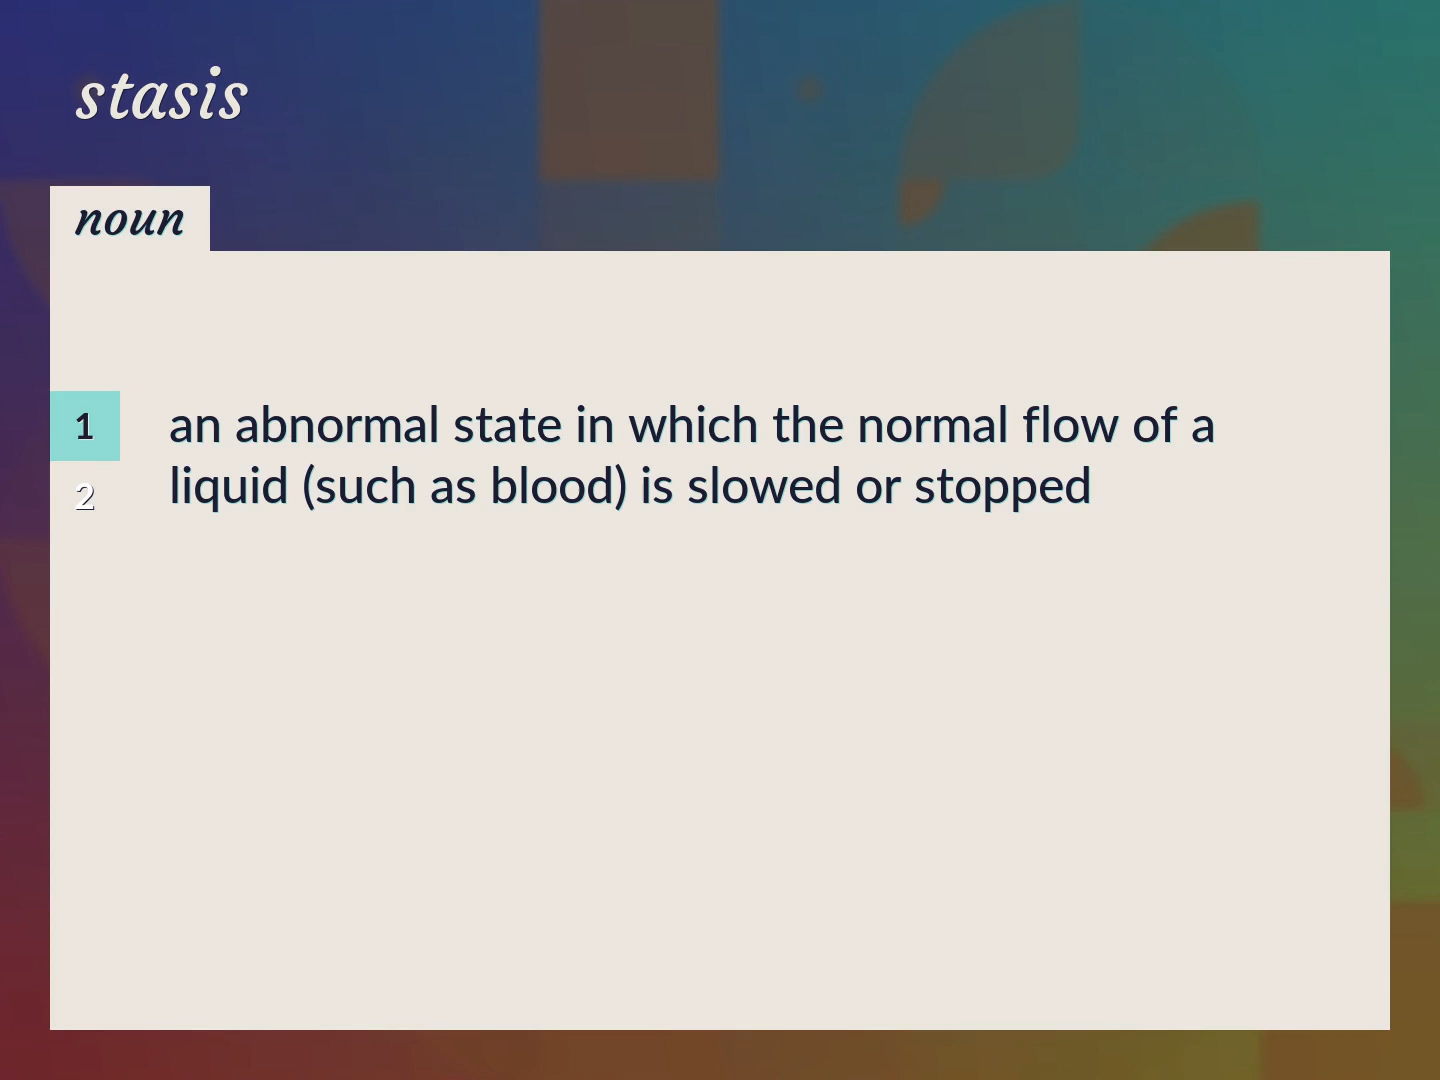 stasis
noun
1
an abnormal state in which the normal flow of a
liquid (such as blood) is slowed or stopped
2